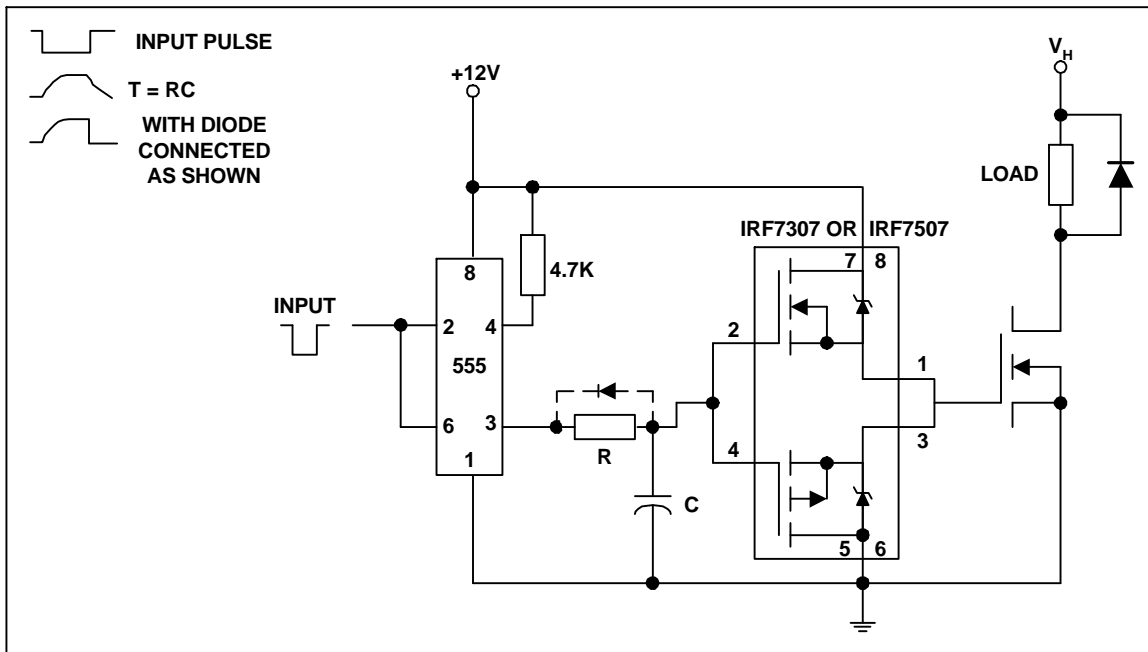 INPUT PULSE
T = RC
WITH DIODE
CONNECTED
AS SHOWN
+12V
V_H
LOAD
IRF7307 OR IRF7507
8
4.7K
7 8
INPUT
2 4
2
555
1
6 3
R
4
3
1
C
5 6